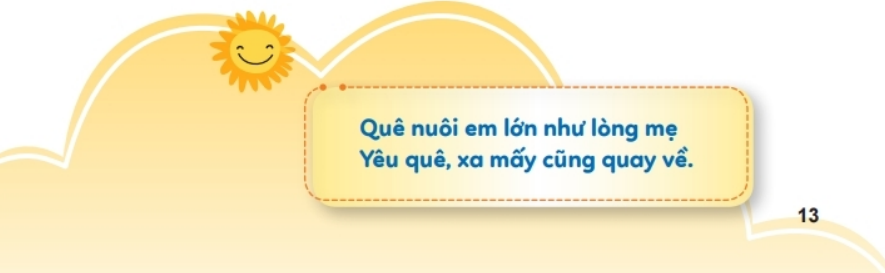 Quê nuôi em lớn như lòng mẹ
Yêu quê, xa mấy cũng quay về.
13